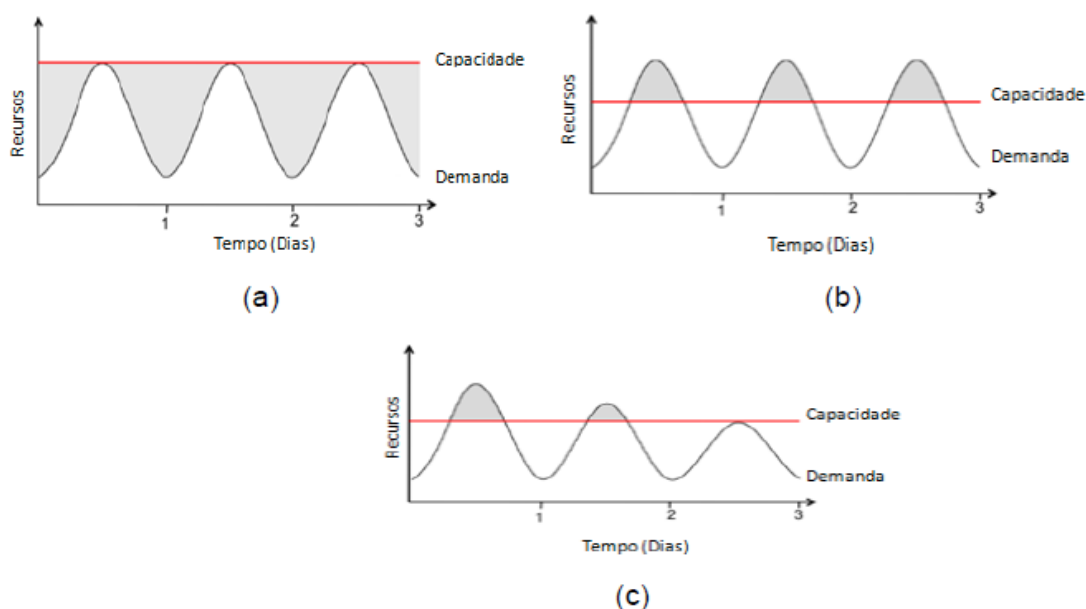 Recursos
Capacidade
Demanda
1
2
3
Tempo (Dias)
(a)
Recursos
Capacidade
Demanda
1
2
3
Tempo (Dias)
(b)
Recursos
Capacidade
Demanda
1
2
3
Tempo (Dias)
(c)